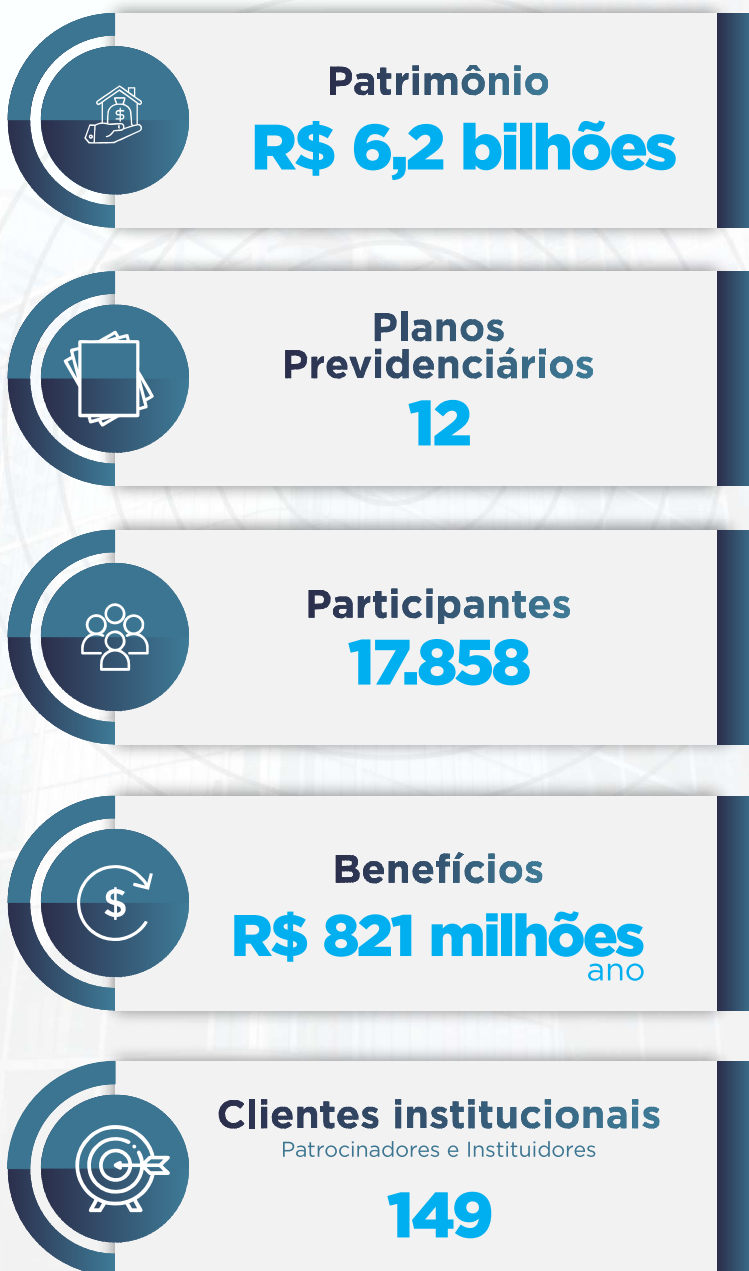 Patrimônio
R$ 6,2 bilhões
Planos
Previdenciários
12
Participantes
17.858
Benefícios
R$ 821 milhões
ano
Clientes institucionais
Patrocinadores e Instituidores
149